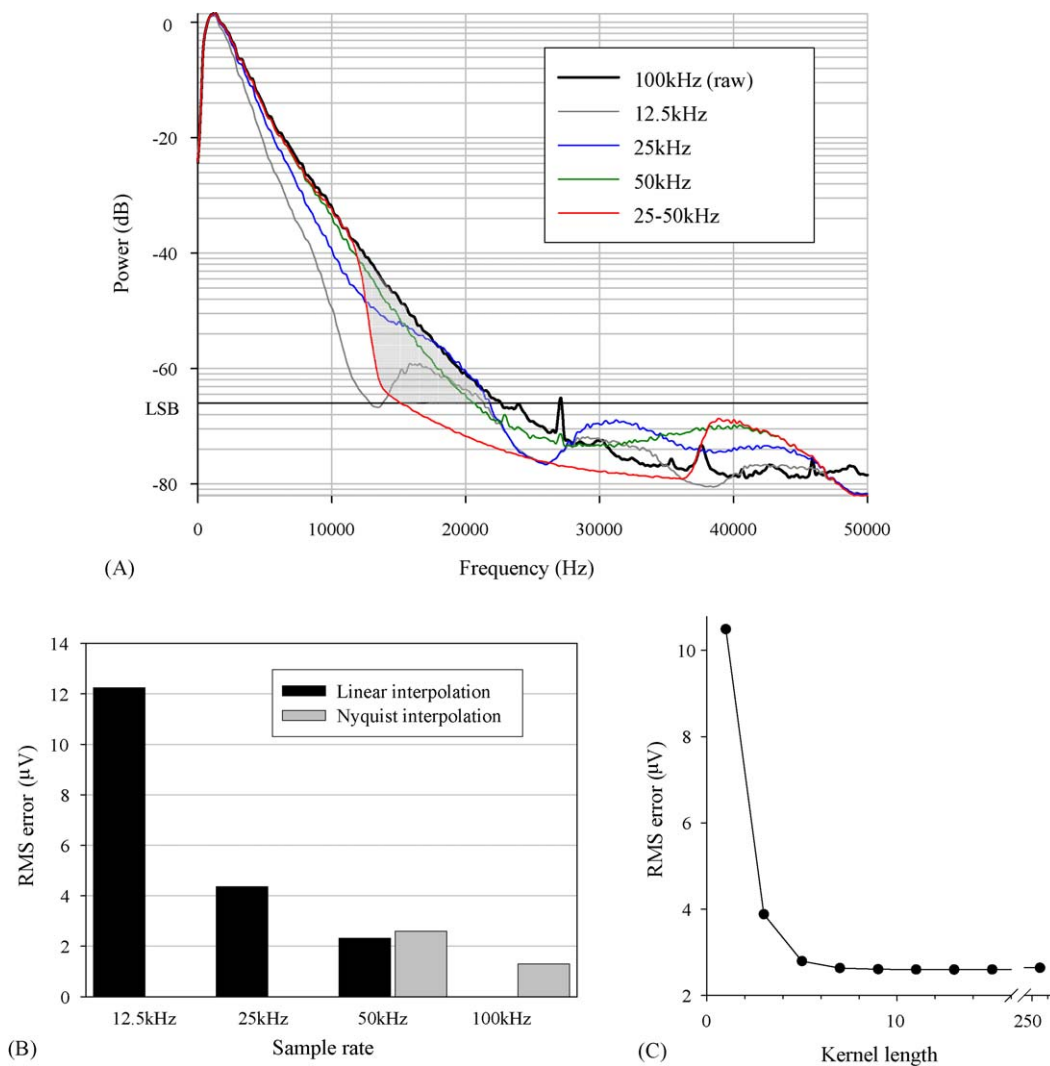 0
-20
-40
-60
LSB
-80
Power (dB)
100kHz (raw)
12.5kHz
25kHz
50kHz
25-50kHz
0 10000 20000 30000 40000 50000
(A) Frequency (Hz)
14
12
10
8
6
4
2
0
RMS error (µV)
Linear interpolation
Nyquist interpolation
12.5kHz 25kHz 50kHz 100kHz
(B) Sample rate
10
8
6
4
2
RMS error (µV)
0 10 250
(C) Kernel length